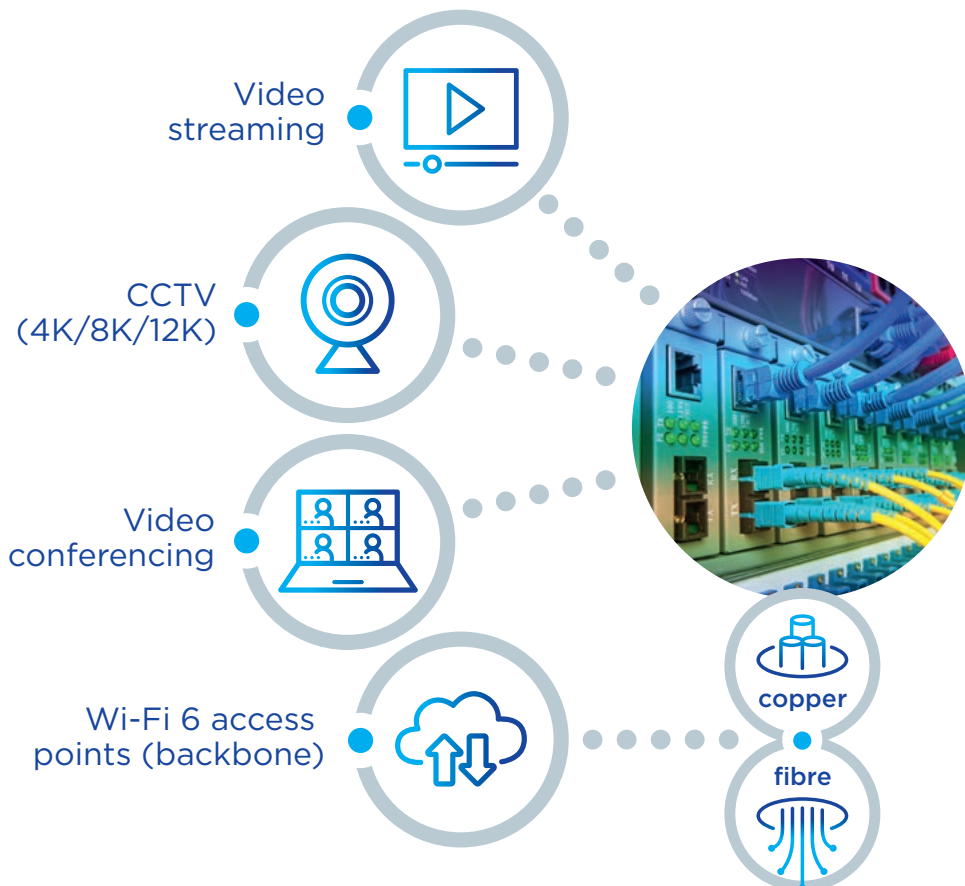 Video
streaming
CCTV
(4K/8K/12K)
Video
conferencing
Wi-Fi 6 access
points (backbone)
copper
fibre